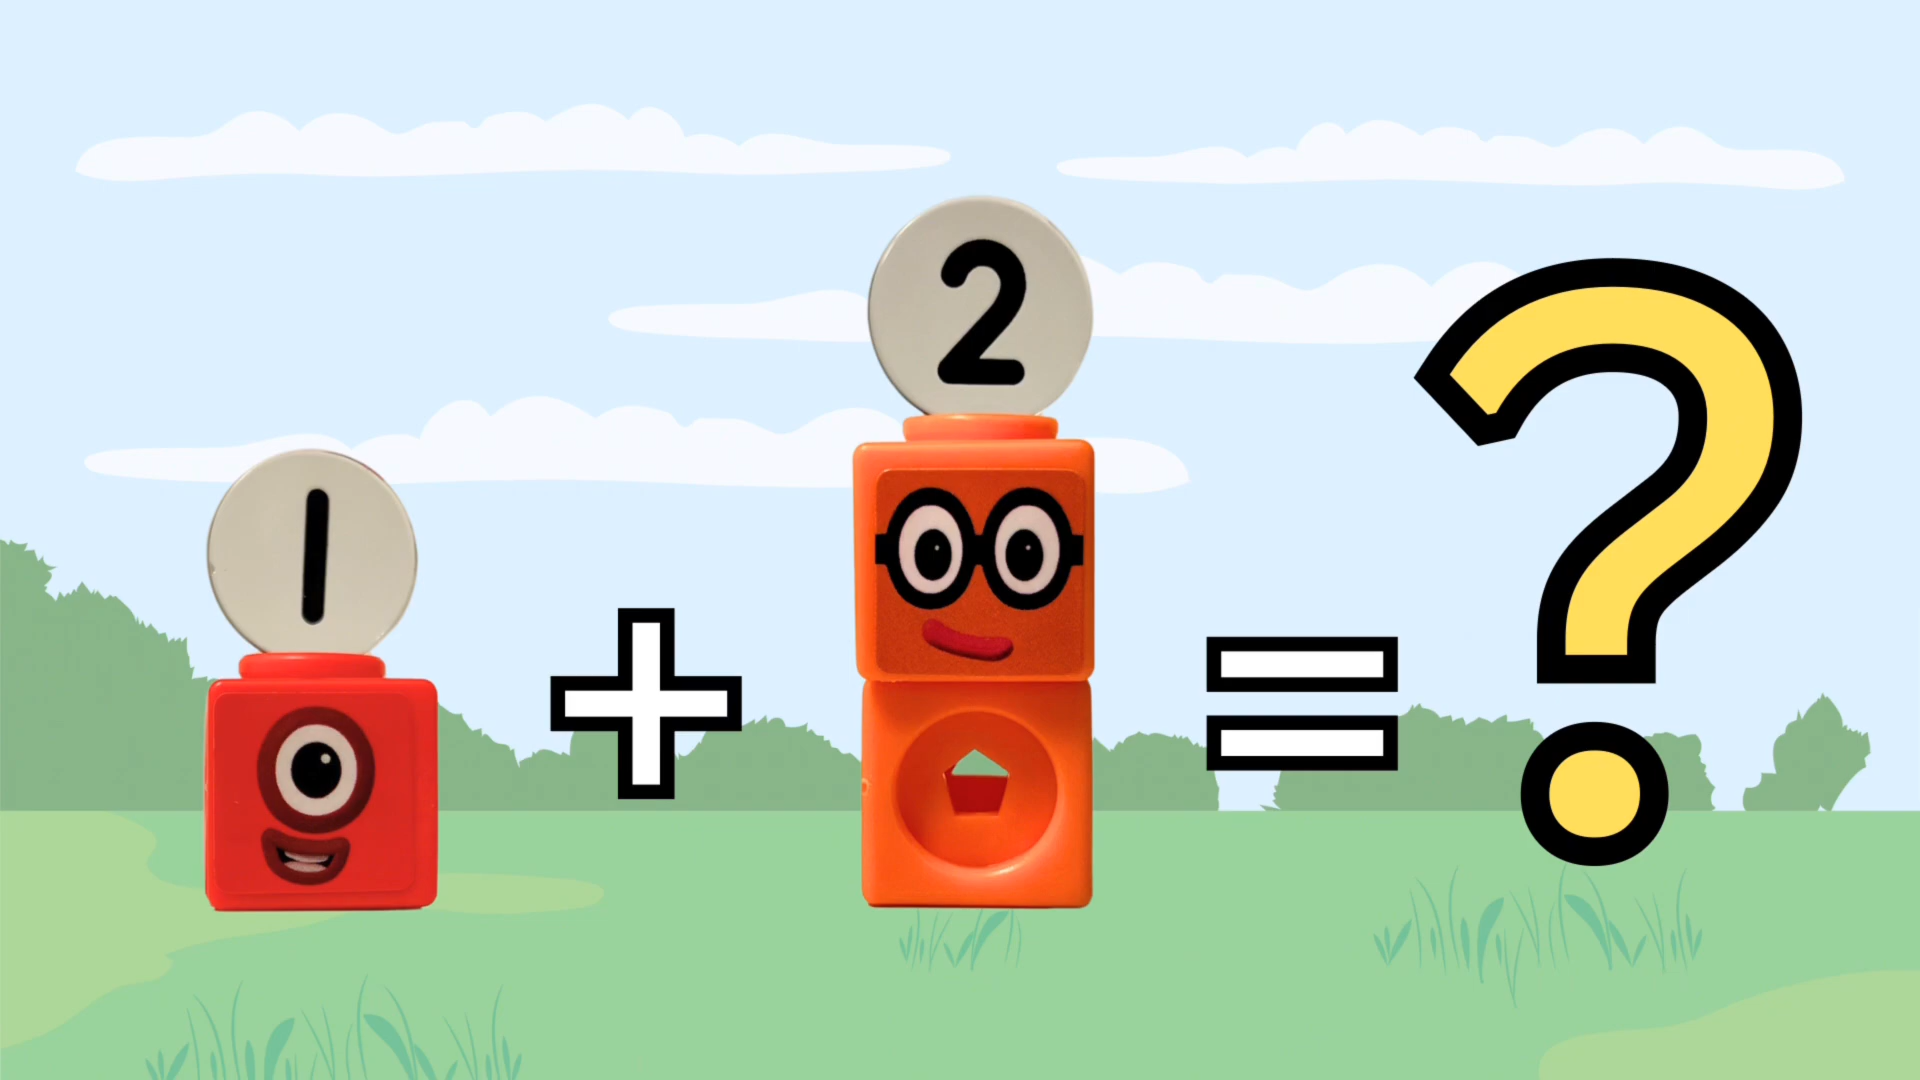 1 + 2 = ?